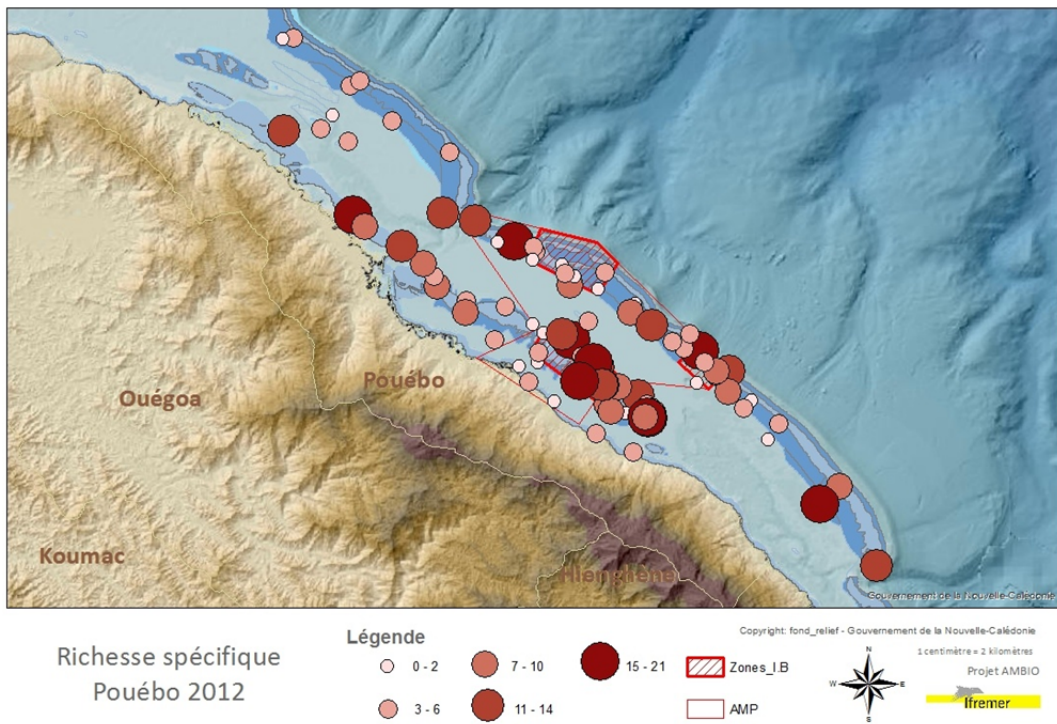 Pouébo
Ouégoa
Koumac
Hienghène
Gouvernement de la Nouvelle-Calédonie
Richesse spécifique
Pouébo 2012
Légende
0 - 2
3 - 6
7 - 10
11 - 14
15 - 21
Zones_I.B
AMP
Copyright: fond_relief - Gouvernement de la Nouvelle-Calédonie
1 centimètre = 2 kilomètres
Projet AMBIO
N
W
E
S
Ifremer